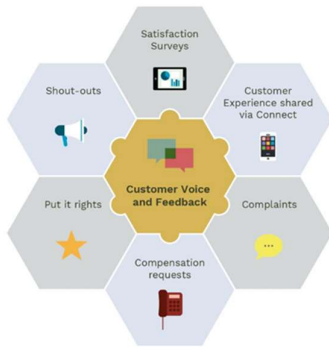 Satisfaction
Surveys
Shout-outs
Customer
Experience shared
via Connect
Customer Voice
and Feedback
Put it rights
Complaints
Compensation
requests